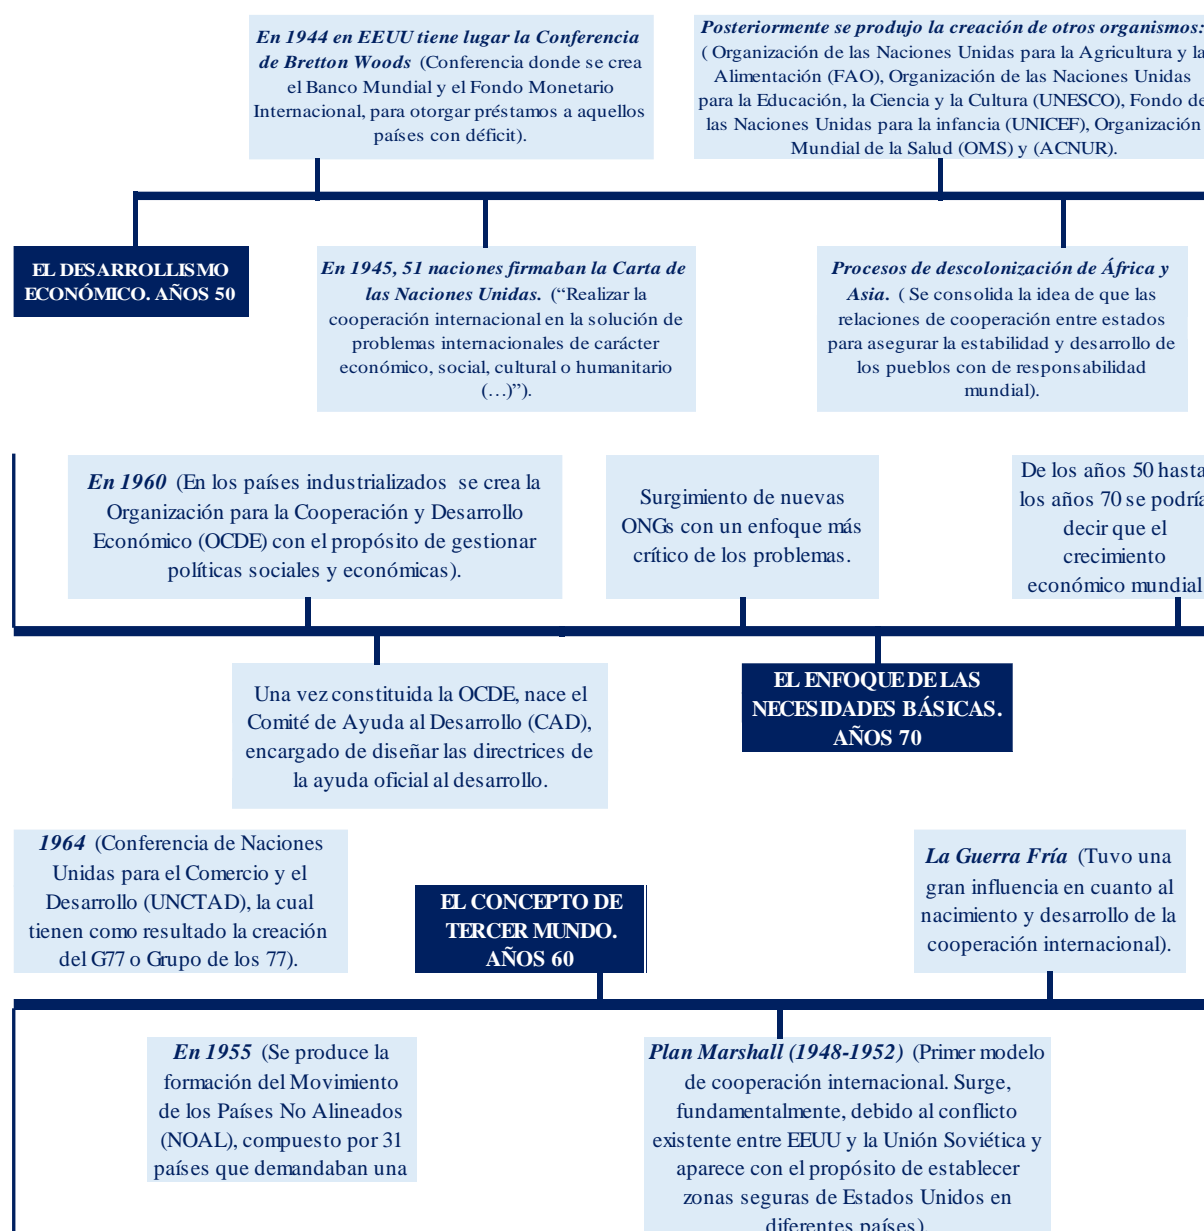 En 1944 en EEUU tiene lugar la Conferencia
de Bretton Woods (Conferencia donde se crea
el Banco Mundial y el Fondo Monetario
Internacional, para otorgar préstamos a aquellos
países con déficit).
Posteriormente se produjo la creación de otros organismos:
( Organización de las Naciones Unidas para la Agricultura y la
Alimentación (FAO), Organización de las Naciones Unidas
para la Educación, la Ciencia y la Cultura (UNESCO), Fondo de
las Naciones Unidas para la infancia (UNICEF), Organización
Mundial de la Salud (OMS) y (ACNUR).
EL DESARROLLISMO
ECONÓMICO. AÑOS 50
En 1945, 51 naciones firmaban la Carta de
las Naciones Unidas. (“Realizar la
cooperación internacional en la solución de
problemas internacionales de carácter
económico, social, cultural o humanitario
(…)”).
Procesos de descolonización de África y
Asia. ( Se consolida la idea de que las
relaciones de cooperación entre estados
para asegurar la estabilidad y desarrollo de
los pueblos con de responsabilidad
mundial).
En 1960 (En los países industrializados se crea la
Organización para la Cooperación y Desarrollo
Económico (OCDE) con el propósito de gestionar
políticas sociales y económicas).
Surgimiento de nuevas
ONGs con un enfoque más
crítico de los problemas.
De los años 50 hasta
los años 70 se podría
decir que el
crecimiento
económico mundial
Una vez constituida la OCDE, nace el
Comité de Ayuda al Desarrollo (CAD),
encargado de diseñar las directrices de
la ayuda oficial al desarrollo.
EL ENFOQUE DE LAS
NECESIDADES BÁSICAS.
AÑOS 70
1964 (Conferencia de Naciones
Unidas para el Comercio y el
Desarrollo (UNCTAD), la cual
tienen como resultado la creación
del G77 o Grupo de los 77).
EL CONCEPTO DE
TERCER MUNDO.
AÑOS 60
La Guerra Fría (Tuvo una
gran influencia en cuanto al
nacimiento y desarrollo de la
cooperación internacional).
En 1955 (Se produce la
formación del Movimiento
de los Países No Alineados
(NOAL), compuesto por 31
países que demandaban una
Plan Marshall (1948-1952) (Primer modelo
de cooperación internacional. Surge,
fundamentalmente, debido al conflicto
existente entre EEUU y la Unión Soviética y
aparece con el propósito de establecer
zonas seguras de Estados Unidos en
diferentes países)